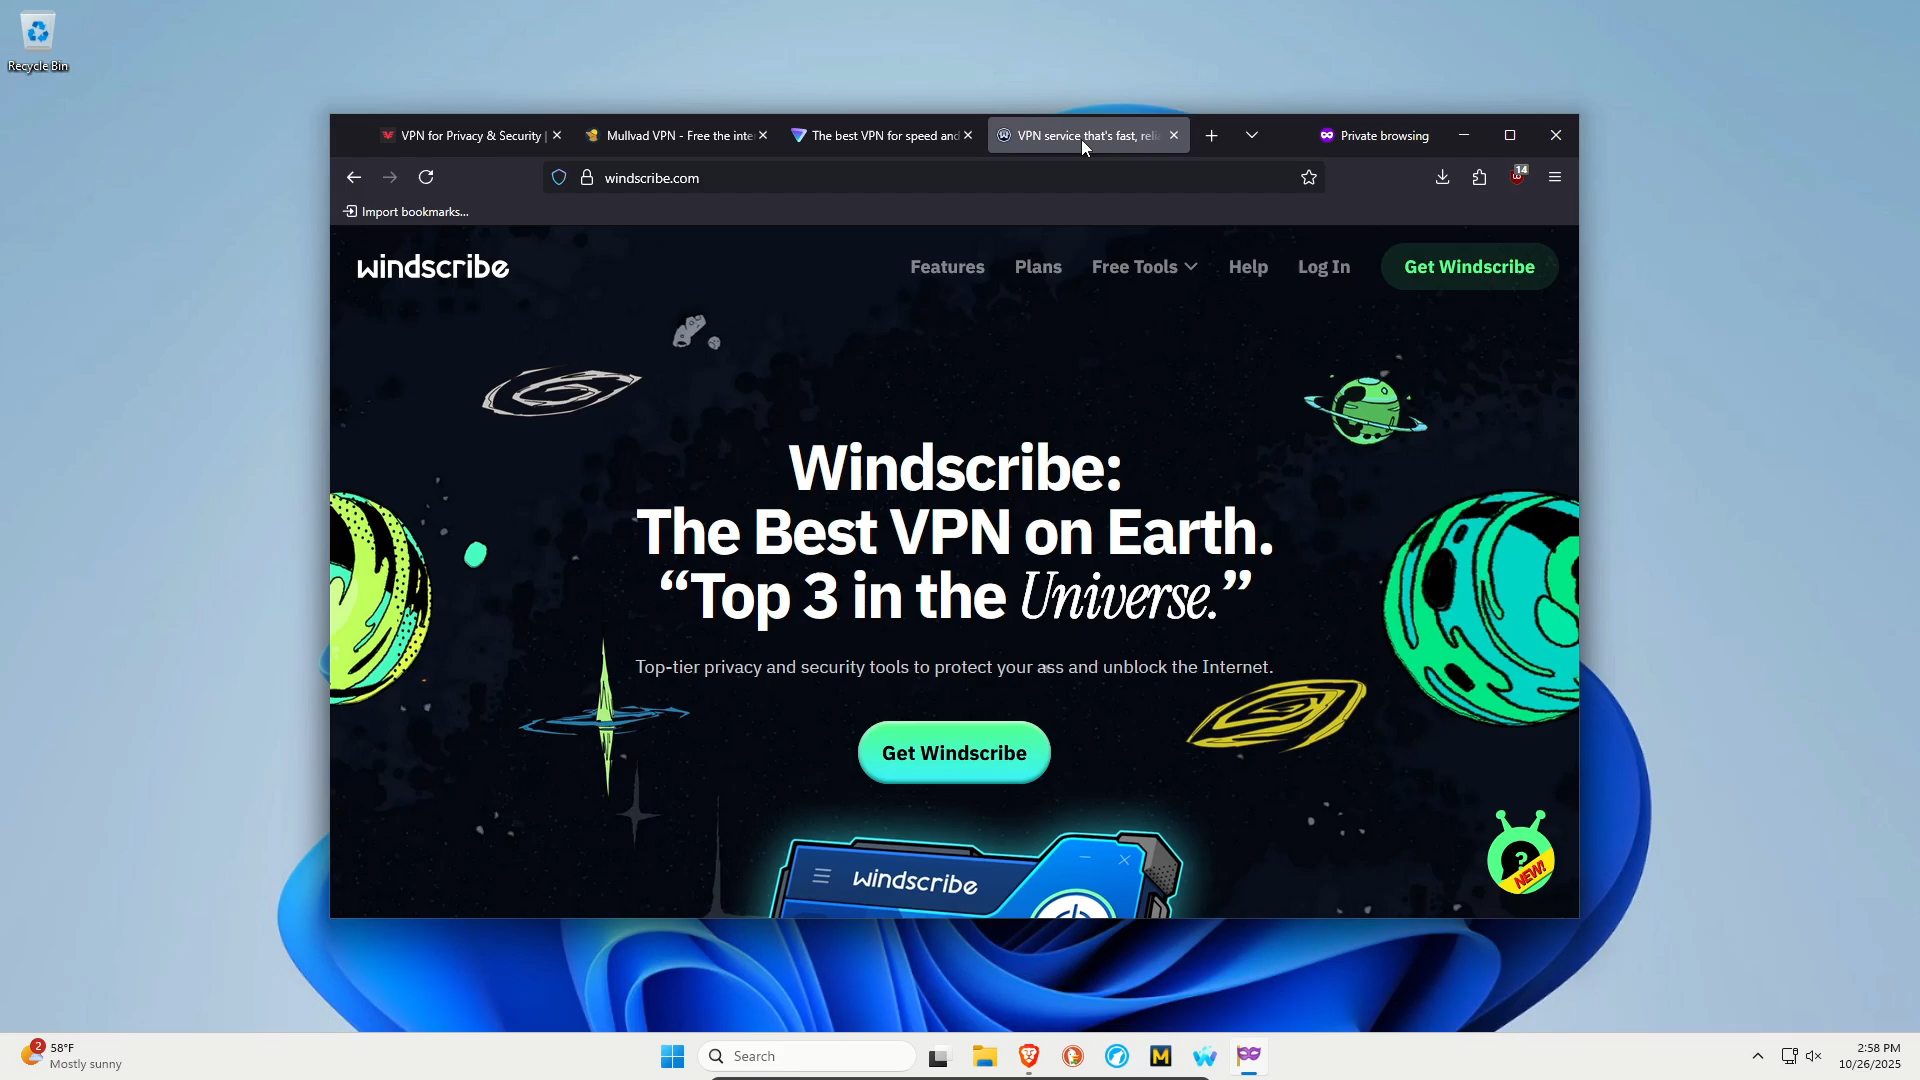 Recycle Bin
VPN for Privacy & Security |
Mullvad VPN - Free the inte
The best VPN for speed and
VPN service that's fast, reli
Private browsing
windscribe.com
14
Import bookmarks...
windscribe
Features
Plans
Free Tools
Help
Log In
Get Windscribe
Windscribe:
The Best VPN on Earth.
“Top 3 in the Universe.”
Top-tier privacy and security tools to protect your ass and unblock the Internet.
Get Windscribe
?
NEW!
windscribe
2
58°F
Mostly sunny
Search
M
2:58 PM
10/26/2025